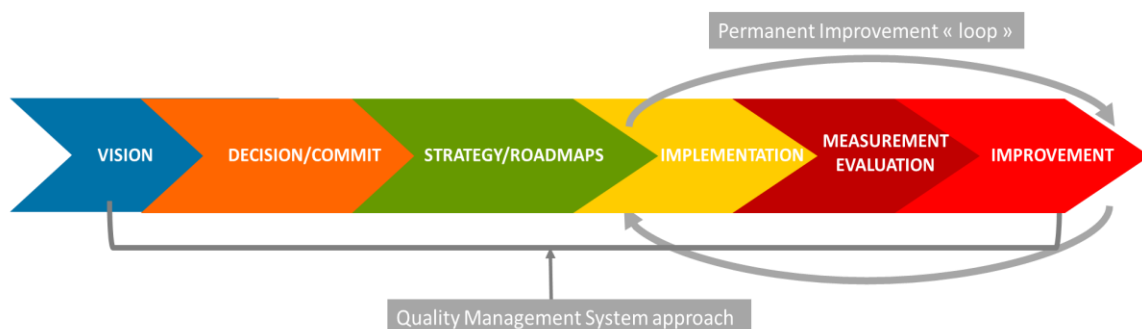 Permanent Improvement « loop »
VISION
DECISION/COMMIT
STRATEGY/ROADMAPS
IMPLEMENTATION
MEASUREMENT
EVALUATION
IMPROVEMENT
Quality Management System approach